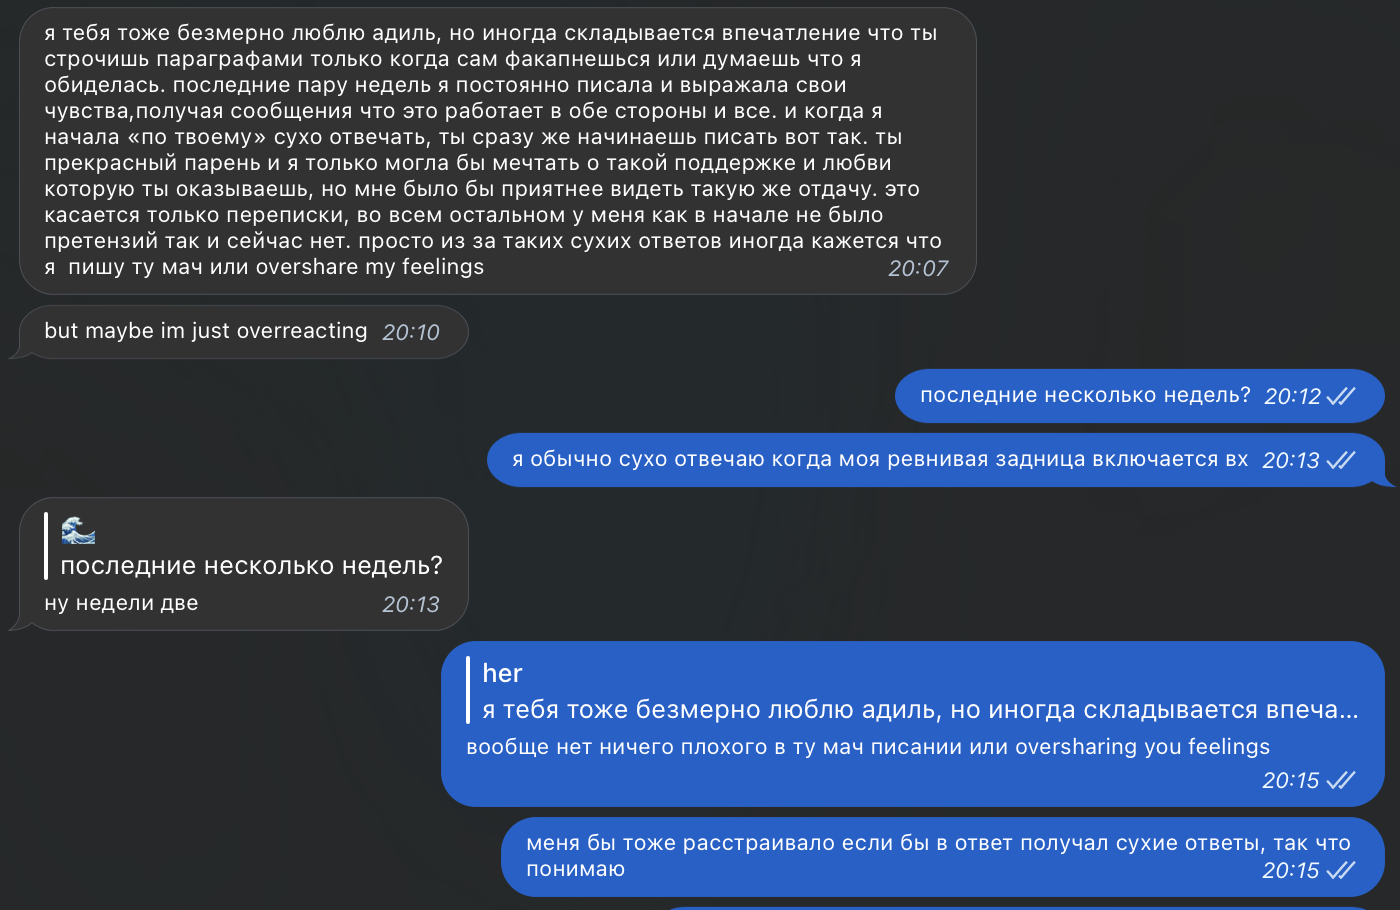 я тебя тоже безмерно люблю адиль, но иногда складывается впечатление что ты
строчишь параграфами только когда сам факапнешься или думаешь что я
обиделась. последние пару недель я постоянно писала и выражала свои
чувства,получая сообщения что это работает в обе стороны и все. и когда я
начала «по твоему» сухо отвечать, ты сразу же начинаешь писать вот так. ты
прекрасный парень и я только могла бы мечтать о такой поддержке и любви
которую ты оказываешь, но мне было бы приятнее видеть такую же отдачу. это
касается только переписки, во всем остальном у меня как в начале не было
претензий так и сейчас нет. просто из за таких сухих ответов иногда кажется что
я  пишу ту мач или overshare my feelings 20:07
but maybe im just overreacting 20:10
последние несколько недель? 20:12
я обычно сухо отвечаю когда моя ревнивая задница включается вх 20:13
🌊
последние несколько недель?
ну недели две 20:13
her
я тебя тоже безмерно люблю адиль, но иногда складывается впеча...
вообще нет ничего плохого в ту мач писании или oversharing you feelings
20:15
меня бы тоже расстраивало если бы в ответ получал сухие ответы, так что
понимаю 20:15